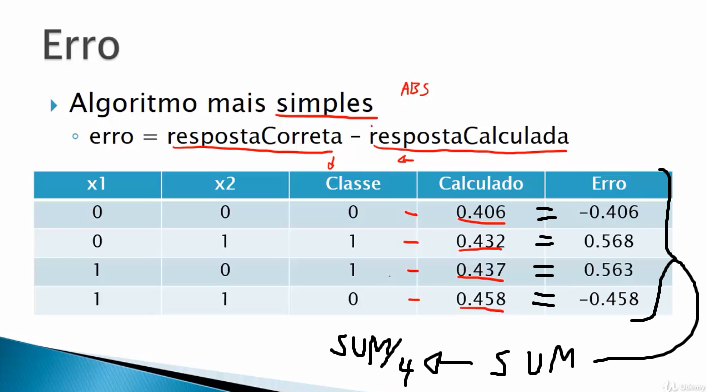 Erro
Algoritmo mais simples ABS
erro = respostaCorreta - respostaCalculada
x1 x2 Classe Calculado Erro
0 0 0 - 0.406 = -0.406
0 1 1 - 0.432 = 0.568
1 0 1 - 0.437 = 0.563
1 1 0 - 0.458 = -0.458
SUM/4 SUM
Udemy